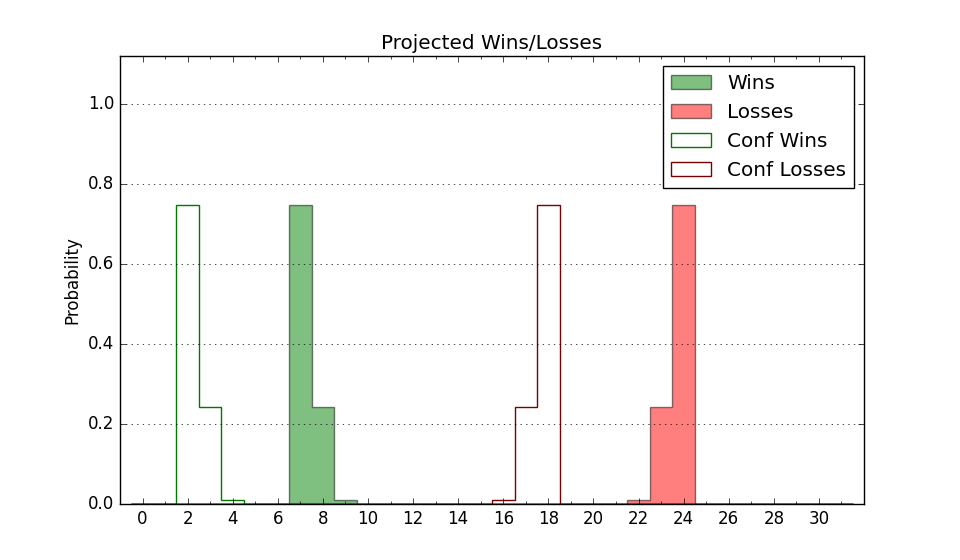 Projected Wins/Losses
Wins
Losses
Conf Wins
Conf Losses
Probability
1.0
0.8
0.6
0.4
0.2
0.0
0 2 4 6 8 10 12 14 16 18 20 22 24 26 28 30